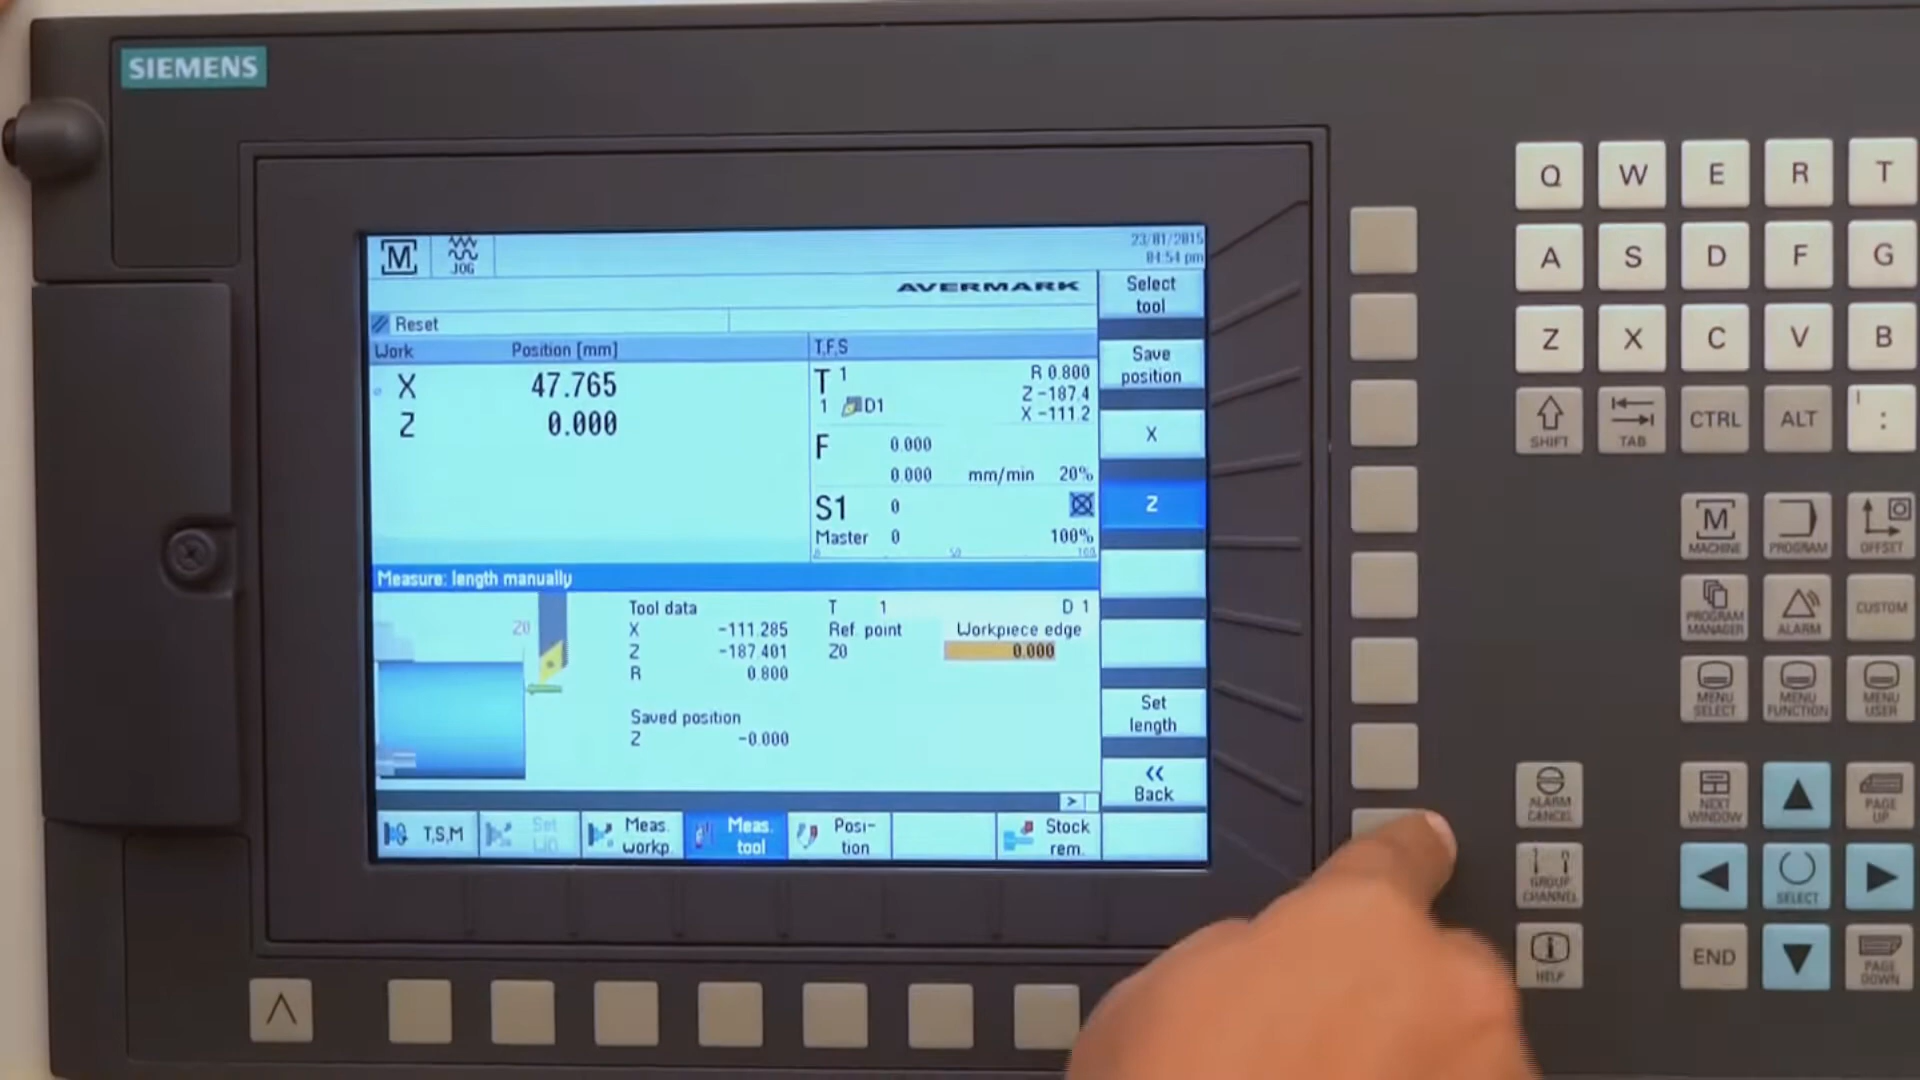 SIEMENS
M
JOG
23/01/2015
04:54 pm
AVERMARK
Select
tool
Reset
Work Position [mm]
T,F,S
X 47.765
Z 0.000
T 1 R 0.800
Z -187.4
1 D1
X -111.2
F 0.000
0.000 mm/min 20%
S1 0
Master 0 100%
0 50 100
Save
position
X
Z
Measure: length manually
Z0
Tool data T 1 D 1
X -111.285 Ref. point Workpiece edge
Z -187.401 Z0 0.000
R 0.800
Saved position
Z -0.000
Set
length
<<
Back
>
T,S,M
Set
Meas.
workp.
Meas.
tool
Posi-
tion
Stock
rem.
Q W E R T
A S D F G
Z X C V B
SHIFT TAB CTRL ALT :
M
MACHINE PROGRAM OFFSET
PROGRAM
MANAGER
ALARM
CUSTOM
MENU
SELECT
MENU
FUNCTION
MENU
USER
ALARM
CANCEL
NEXT
WINDOW
PAGE
UP
GROUP
CHANNEL
SELECT
HELP
END
PAGE
DOWN